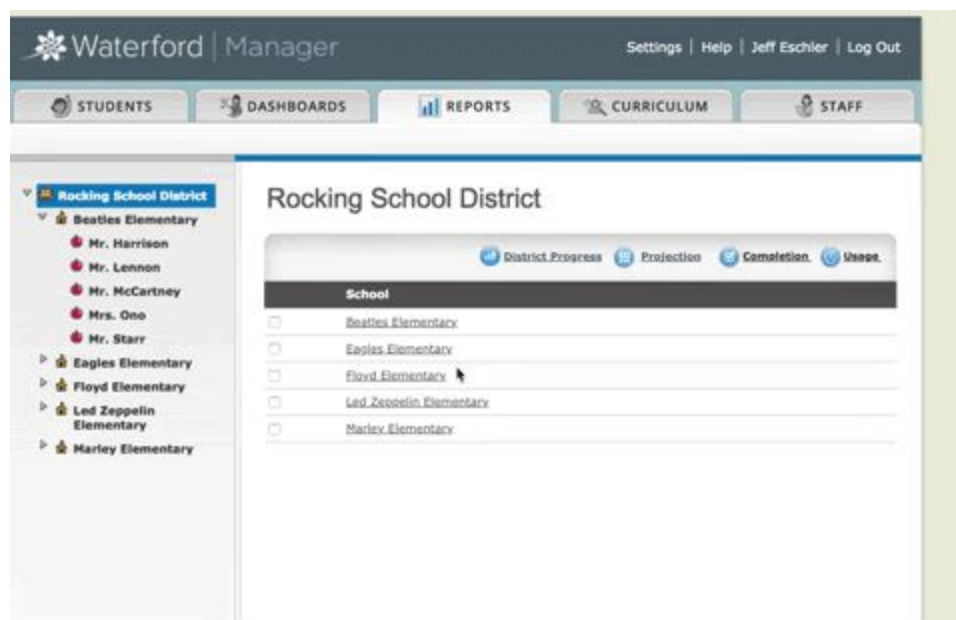 Waterford | Manager
Settings | Help | Jeff Eschler | Log Out
STUDENTS
DASHBOARDS
REPORTS
CURRICULUM
STAFF
Rocking School District
Beatles Elementary
Mr. Harrison
Mr. Lennon
Mr. McCartney
Mrs. Ono
Mr. Starr
Eagles Elementary
Floyd Elementary
Led Zeppelin
Elementary
Marley Elementary
Rocking School District
District Progress
Projection
Completion
Usage
School
Beatles Elementary
Eagles Elementary
Floyd Elementary
Led Zeppelin Elementary
Marley Elementary